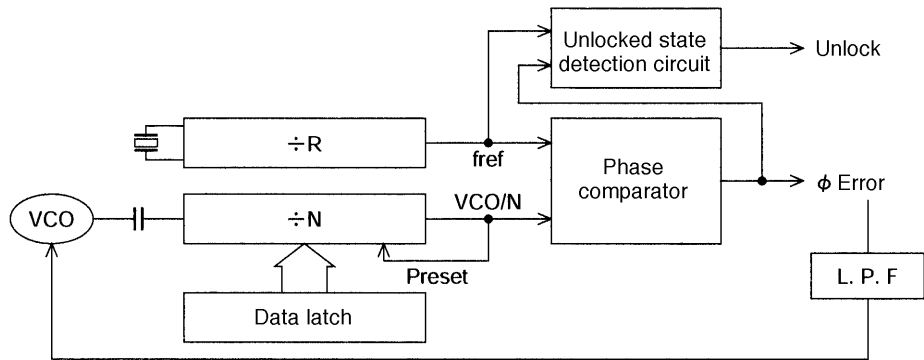 Unlocked state
detection circuit
Unlock
÷R
fref
Phase
comparator
ϕ Error
VCO
÷N
VCO/N
Preset
Data latch
L. P. F